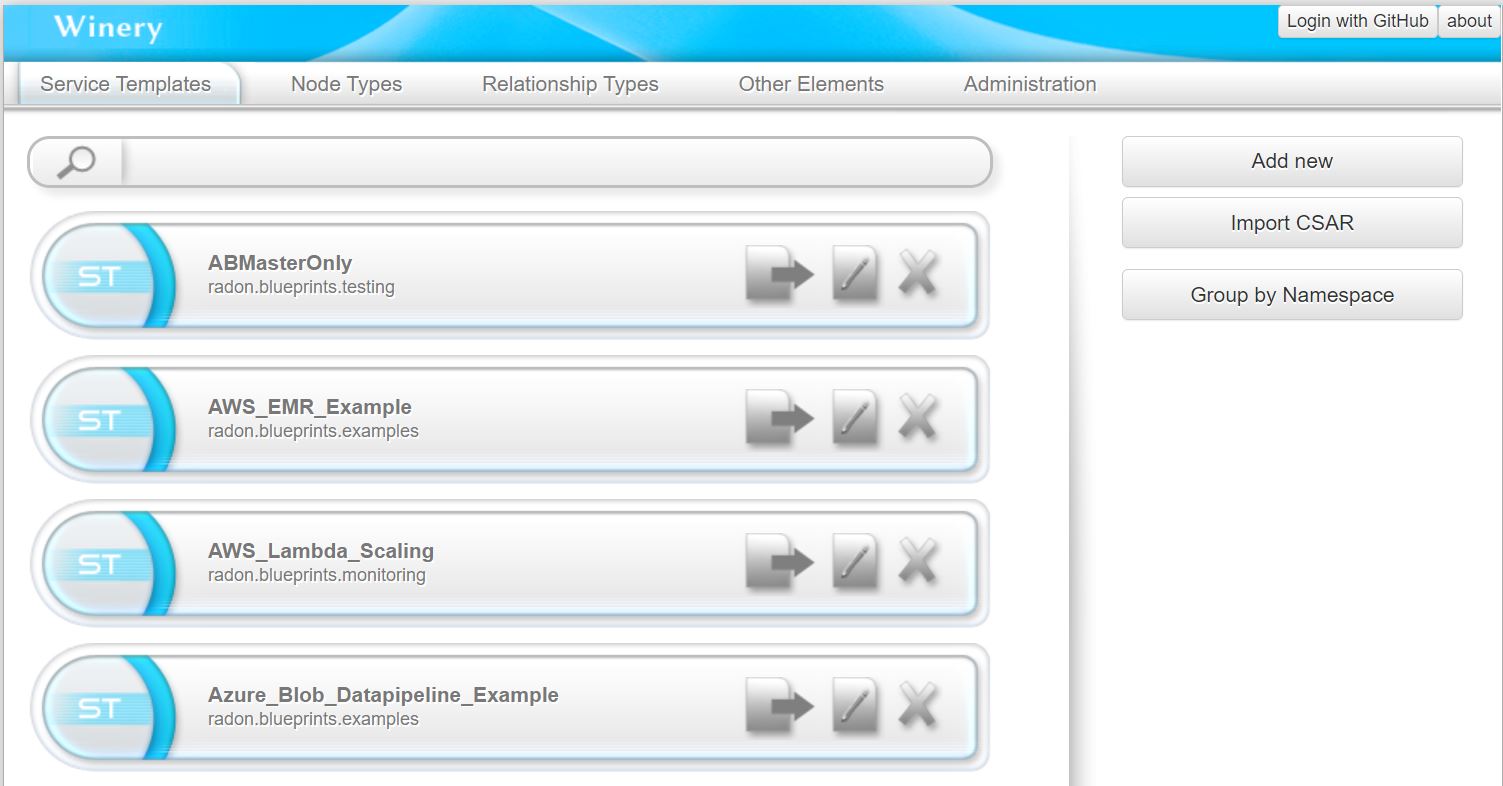 Winery
Login with GitHub
about
Service Templates
Node Types
Relationship Types
Other Elements
Administration
Add new
Import CSAR
Group by Namespace
ST
ABMasterOnly
radon.blueprints.testing
ST
AWS_EMR_Example
radon.blueprints.examples
ST
AWS_Lambda_Scaling
radon.blueprints.monitoring
ST
Azure_Blob_Datapipeline_Example
radon.blueprints.examples